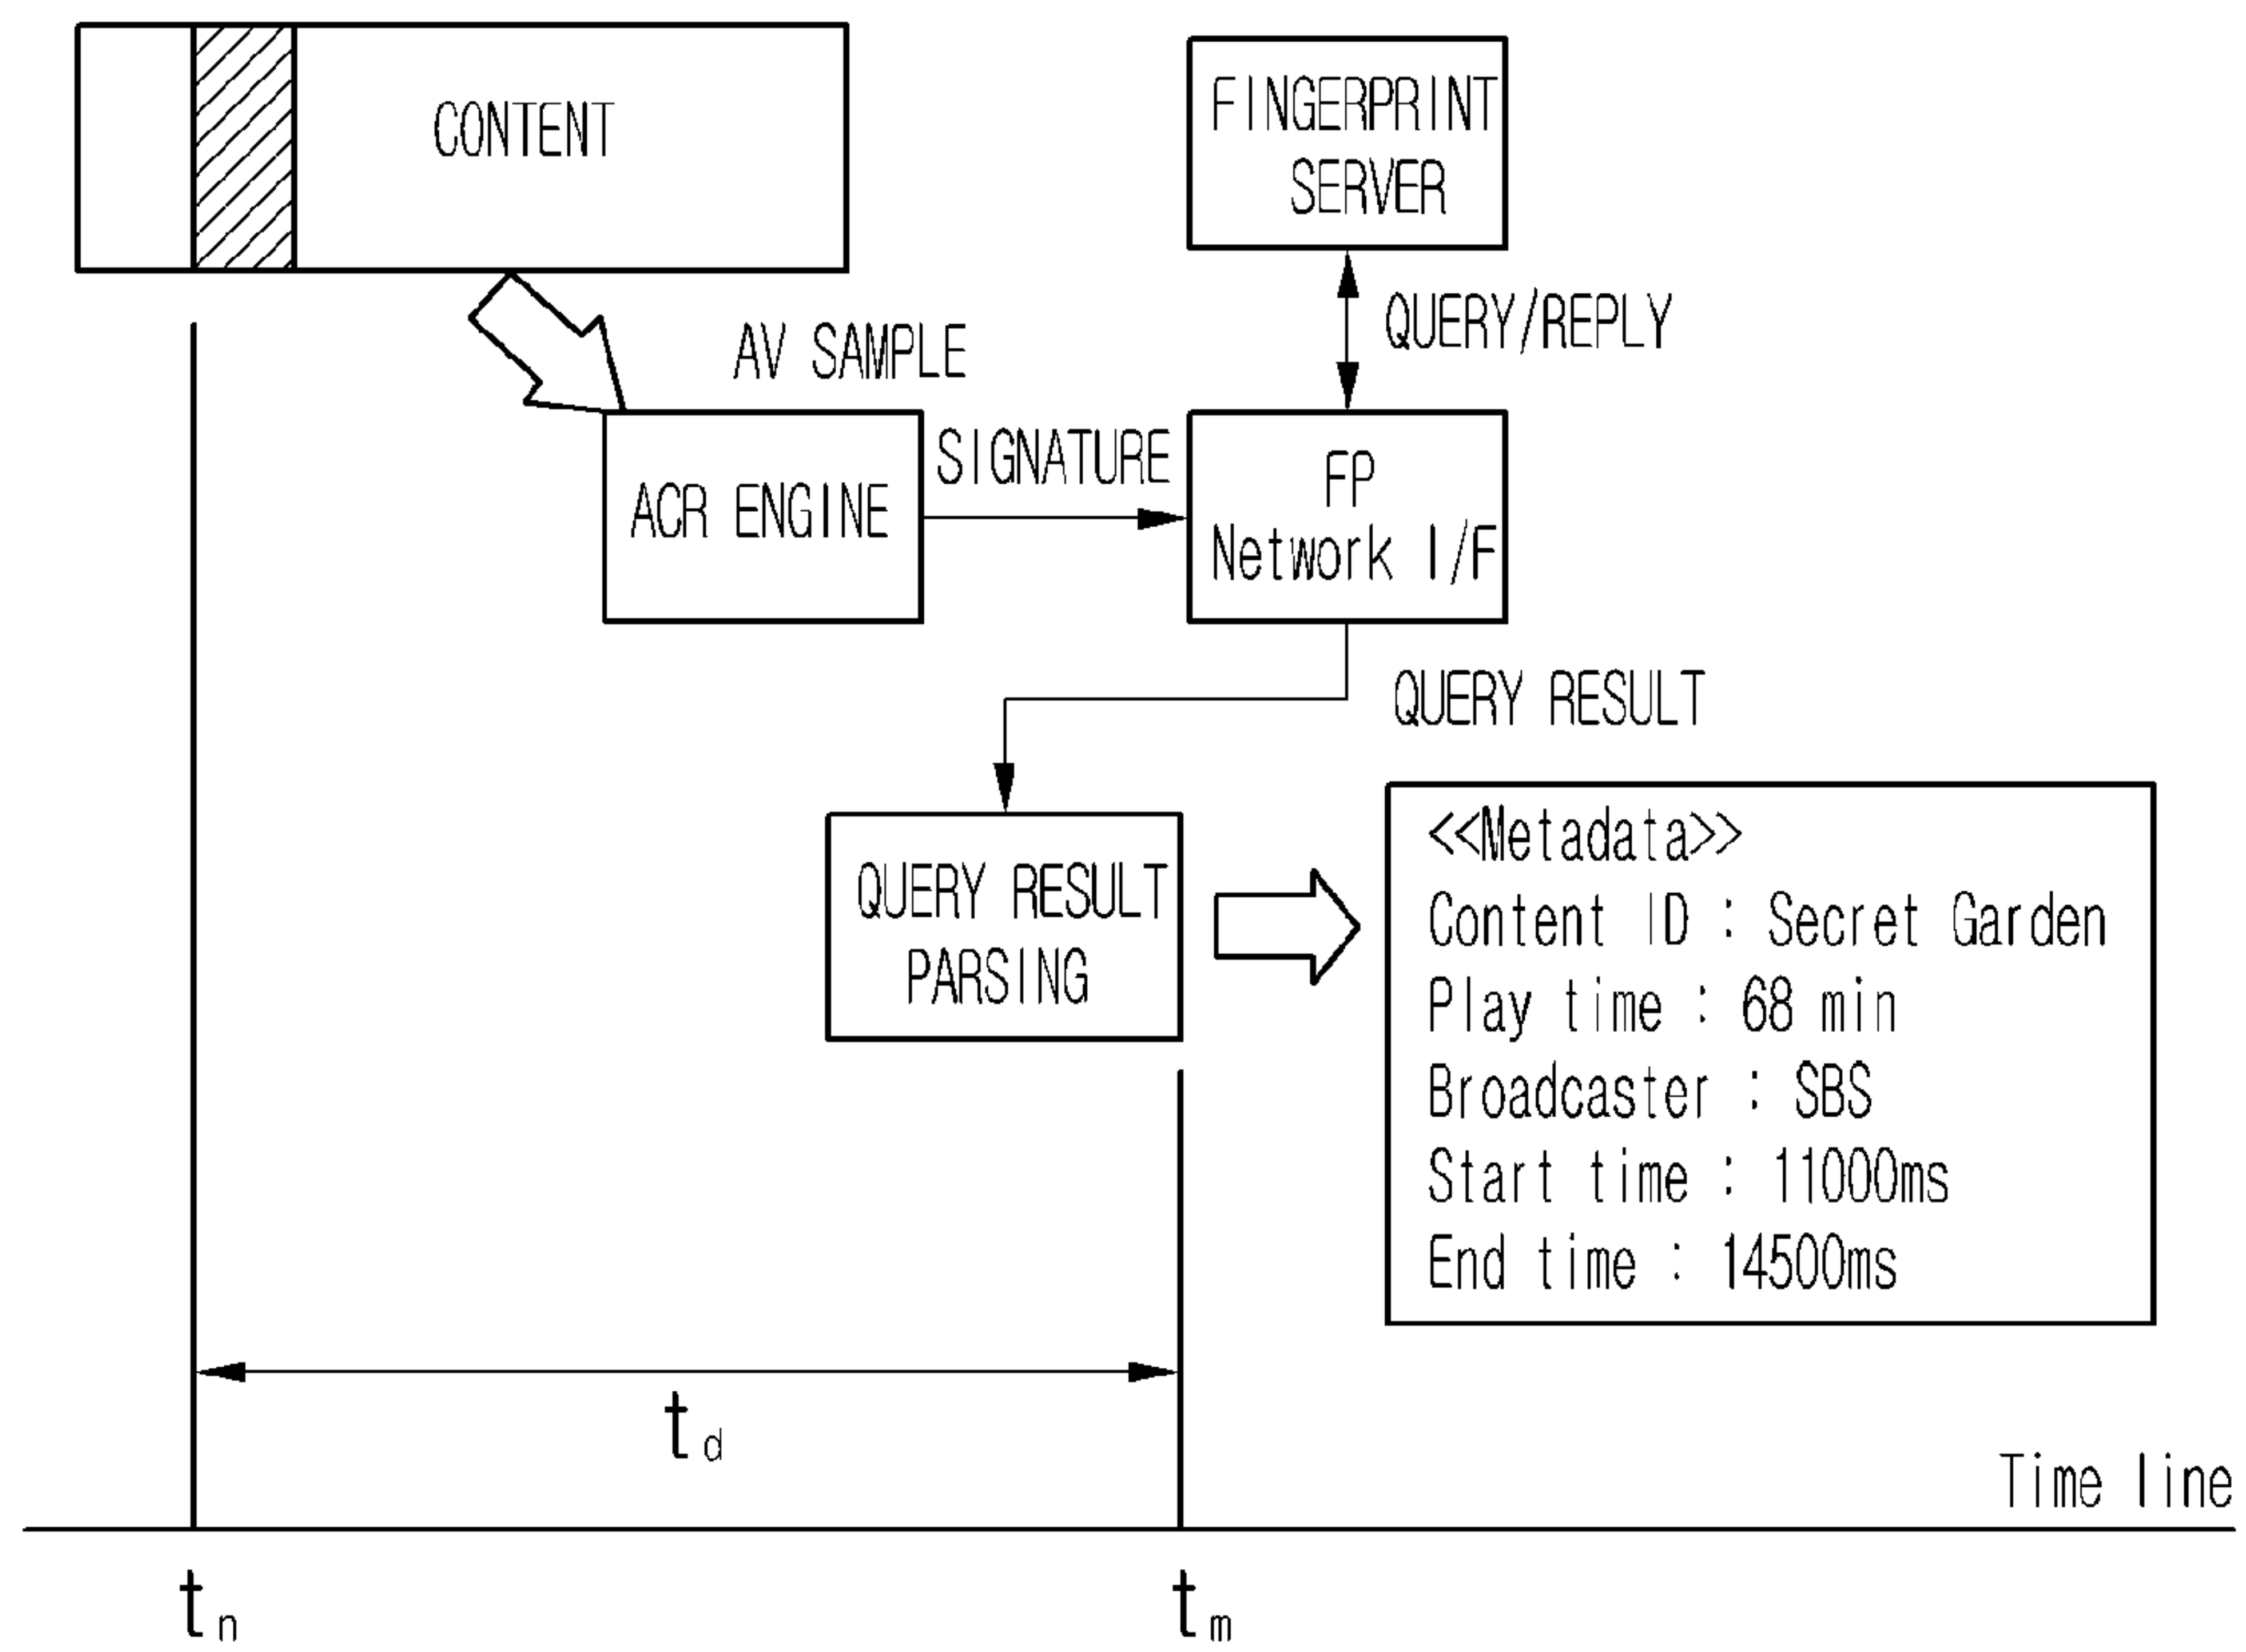 CONTENT
FINGERPRINT
SERVER
QUERY/REPLY
AV SAMPLE
SIGNATURE
ACR ENGINE
FP
Network I/F
QUERY RESULT
QUERY RESULT
PARSING
<<Metadata>>
Content ID : Secret Garden
Play time : 68 min
Broadcaster : SBS
Start time : 11000ms
End time : 14500ms
td
Time line
tn
tm